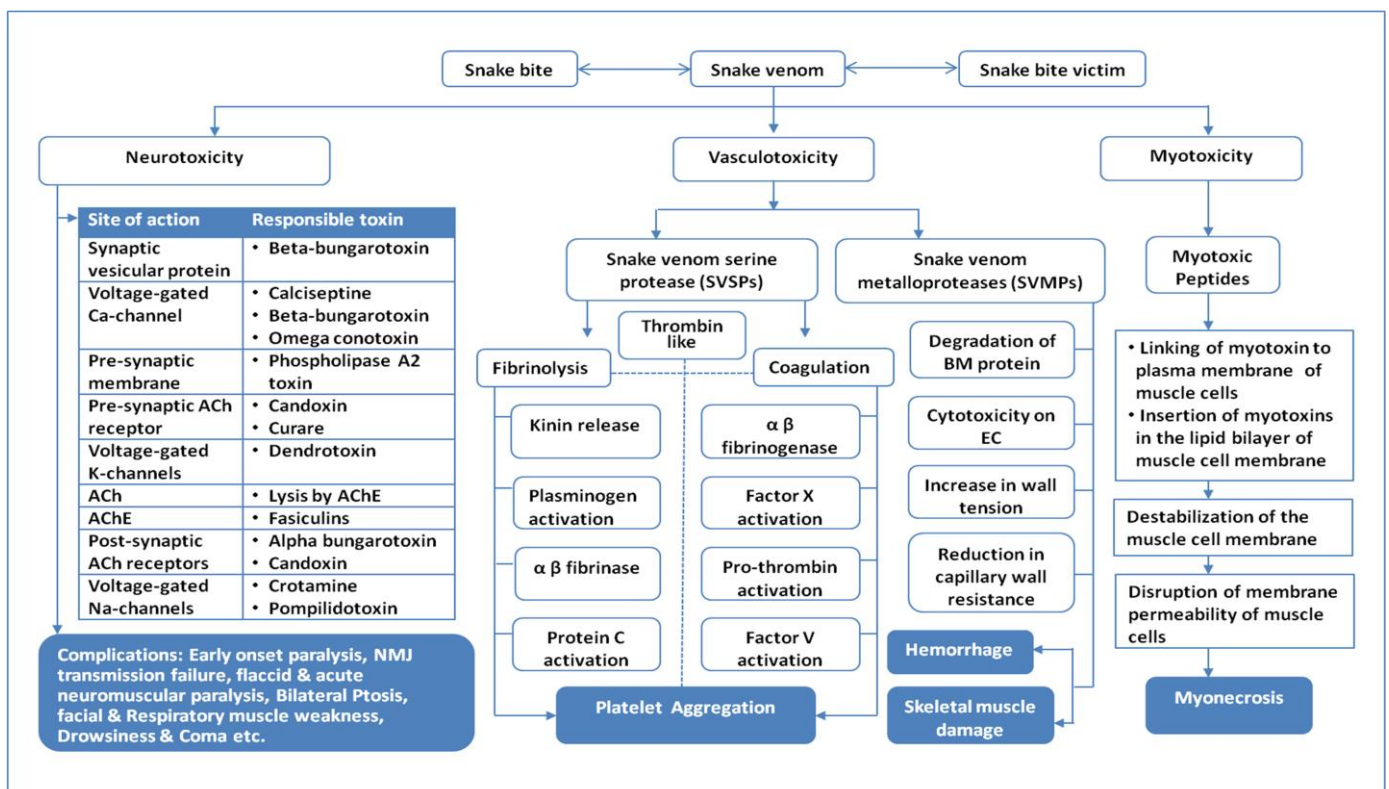 Snake bite
Snake venom
Snake bite victim
Neurotoxicity
Vasculotoxicity
Myotoxicity
Site of action
Responsible toxin
Synaptic
vesicular protein
• Beta-bungarotoxin
Voltage-gated
Ca-channel
• Calciseptine
• Beta-bungarotoxin
• Omega conotoxin
Pre-synaptic
membrane
• Phospholipase A2
toxin
Pre-synaptic ACh
receptor
• Candoxin
• Curare
Voltage-gated
K-channels
• Dendrotoxin
ACh
• Lysis by AChE
AChE
• Fasiculins
Post-synaptic
ACh receptors
• Alpha bungarotoxin
• Candoxin
Voltage-gated
Na-channels
• Crotamine
• Pompilidotoxin
Complications: Early onset paralysis, NMJ
transmission failure, flaccid & acute
neuromuscular paralysis, Bilateral Ptosis,
facial & Respiratory muscle weakness,
Drowsiness & Coma etc.
Snake venom serine
protease (SVSPs)
Snake venom
metalloproteases (SVMPs)
Thrombin
like
Fibrinolysis
Coagulation
Kinin release
Plasminogen
activation
α β fibrinase
Protein C
activation
α β
fibrinogenase
Factor X
activation
Pro-thrombin
activation
Factor V
activation
Platelet Aggregation
Degradation of
BM protein
Cytotoxicity on
EC
Increase in wall
tension
Reduction in
capillary wall
resistance
Hemorrhage
Skeletal muscle
damage
Myotoxic
Peptides
• Linking of myotoxin to
plasma membrane of
muscle cells
• Insertion of myotoxins
in the lipid bilayer of
muscle cell membrane
Destabilization of the
muscle cell membrane
Disruption of membrane
permeability of muscle
cells
Myonecrosis